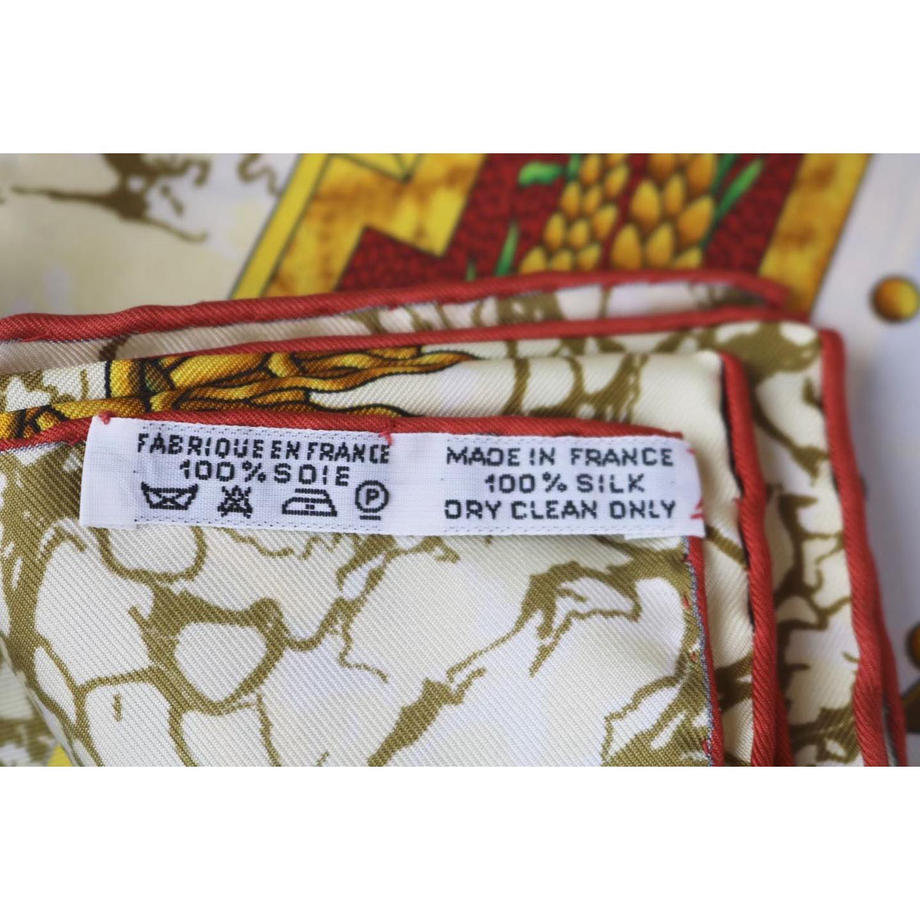 FABRIQUE EN FRANCE
100% SOIE
P
MADE IN FRANCE
100% SILK
DRY CLEAN ONLY